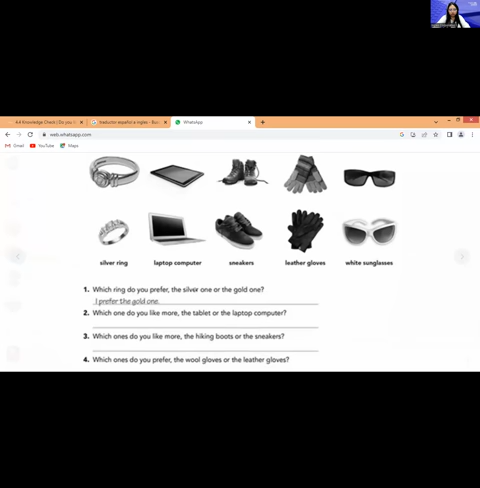 4.4 Knowledge Check | Do you l
traductor español a ingles - Bus
WhatsApp
web.whatsapp.com
Gmail
YouTube
Maps
silver ring
laptop computer
sneakers
leather gloves
white sunglasses
1. Which ring do you prefer, the silver one or the gold one?
I prefer the gold one.
2. Which one do you like more, the tablet or the laptop computer?
3. Which ones do you like more, the hiking boots or the sneakers?
4. Which ones do you prefer, the wool gloves or the leather gloves?